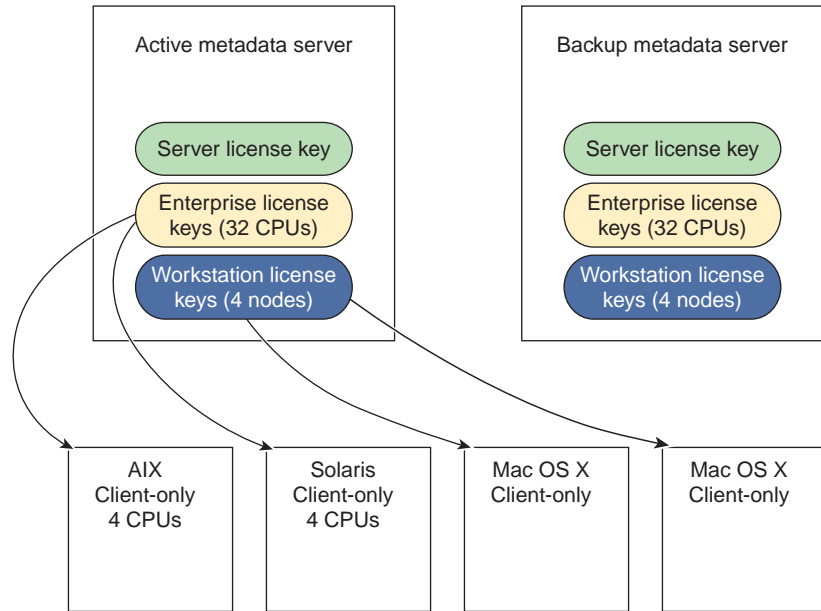 Active metadata server
Server license key
Enterprise license
keys (32 CPUs)
Workstation license
keys (4 nodes)
Backup metadata server
Server license key
Enterprise license
keys (32 CPUs)
Workstation license
keys (4 nodes)
AIX
Client-only
4 CPUs
Solaris
Client-only
4 CPUs
Mac OS X
Client-only
Mac OS X
Client-only